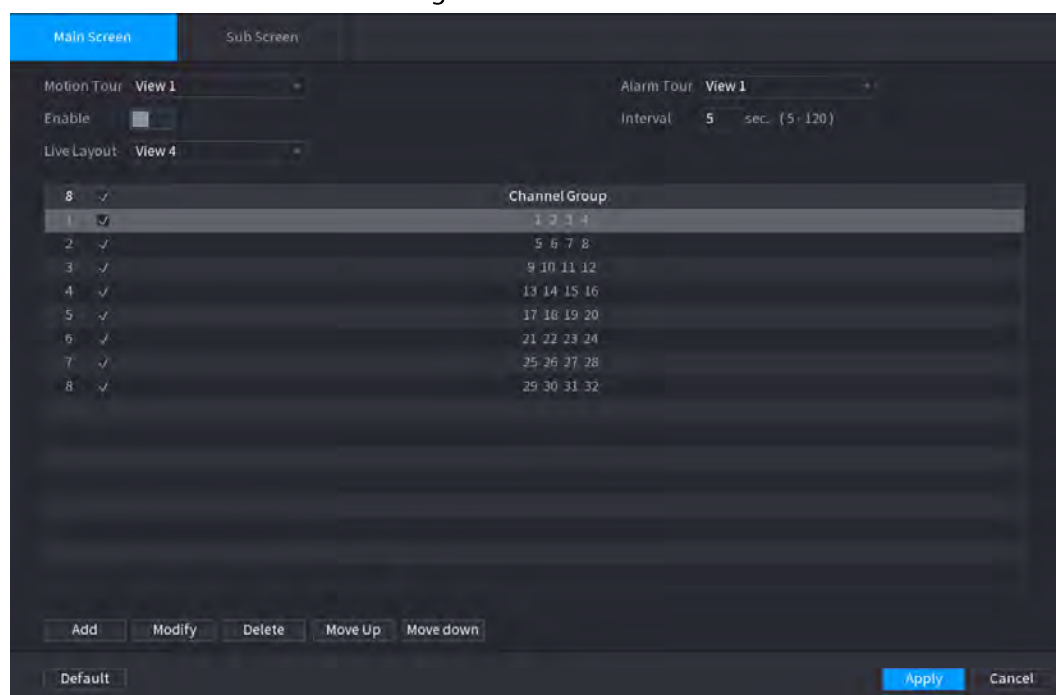 Main Screen Sub Screen
Motion Tour View 1 Alarm Tour View 1
Enable Interval 5 sec. (5-120)
Live Layout View 4
8 Channel Group
1 1 2 3 4
2 5 6 7 8
3 9 10 11 12
4 13 14 15 16
5 17 18 19 20
6 21 22 23 24
7 25 26 27 28
8 29 30 31 32
Add Modify Delete Move Up Move down
Default Apply Cancel